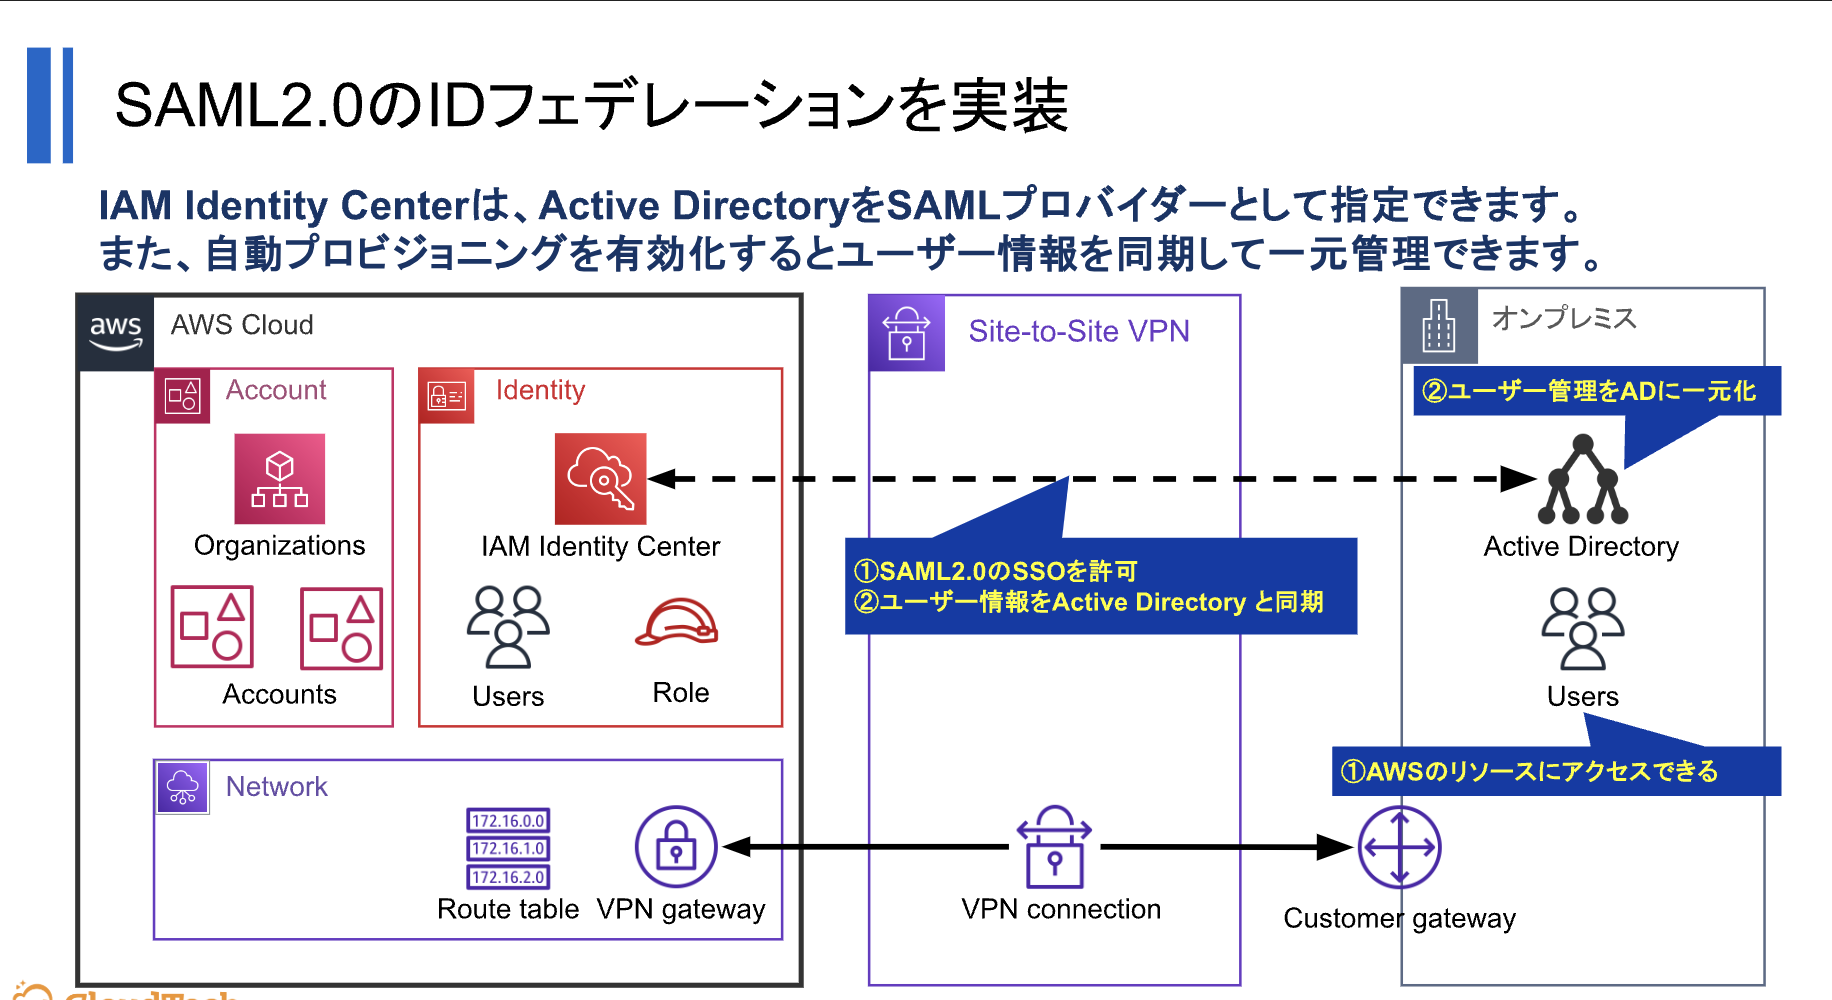 SAML2.0のIDフェデレーションを実装
IAM Identity Centerは、Active DirectoryをSAMLプロバイダーとして指定できます。
また、自動プロビジョニングを有効化するとユーザー情報を同期して一元管理できます。
aws
AWS Cloud
Account
Organizations
Accounts
Identity
IAM Identity Center
Users
Role
Network
172.16.0.0
172.16.1.0
172.16.2.0
Route table
VPN gateway
Site-to-Site VPN
①SAML2.0のSSOを許可
②ユーザー情報をActive Directory と同期
VPN connection
オンプレミス
②ユーザー管理をADに一元化
Active Directory
Users
①AWSのリソースにアクセスできる
Customer gateway
CloudTech